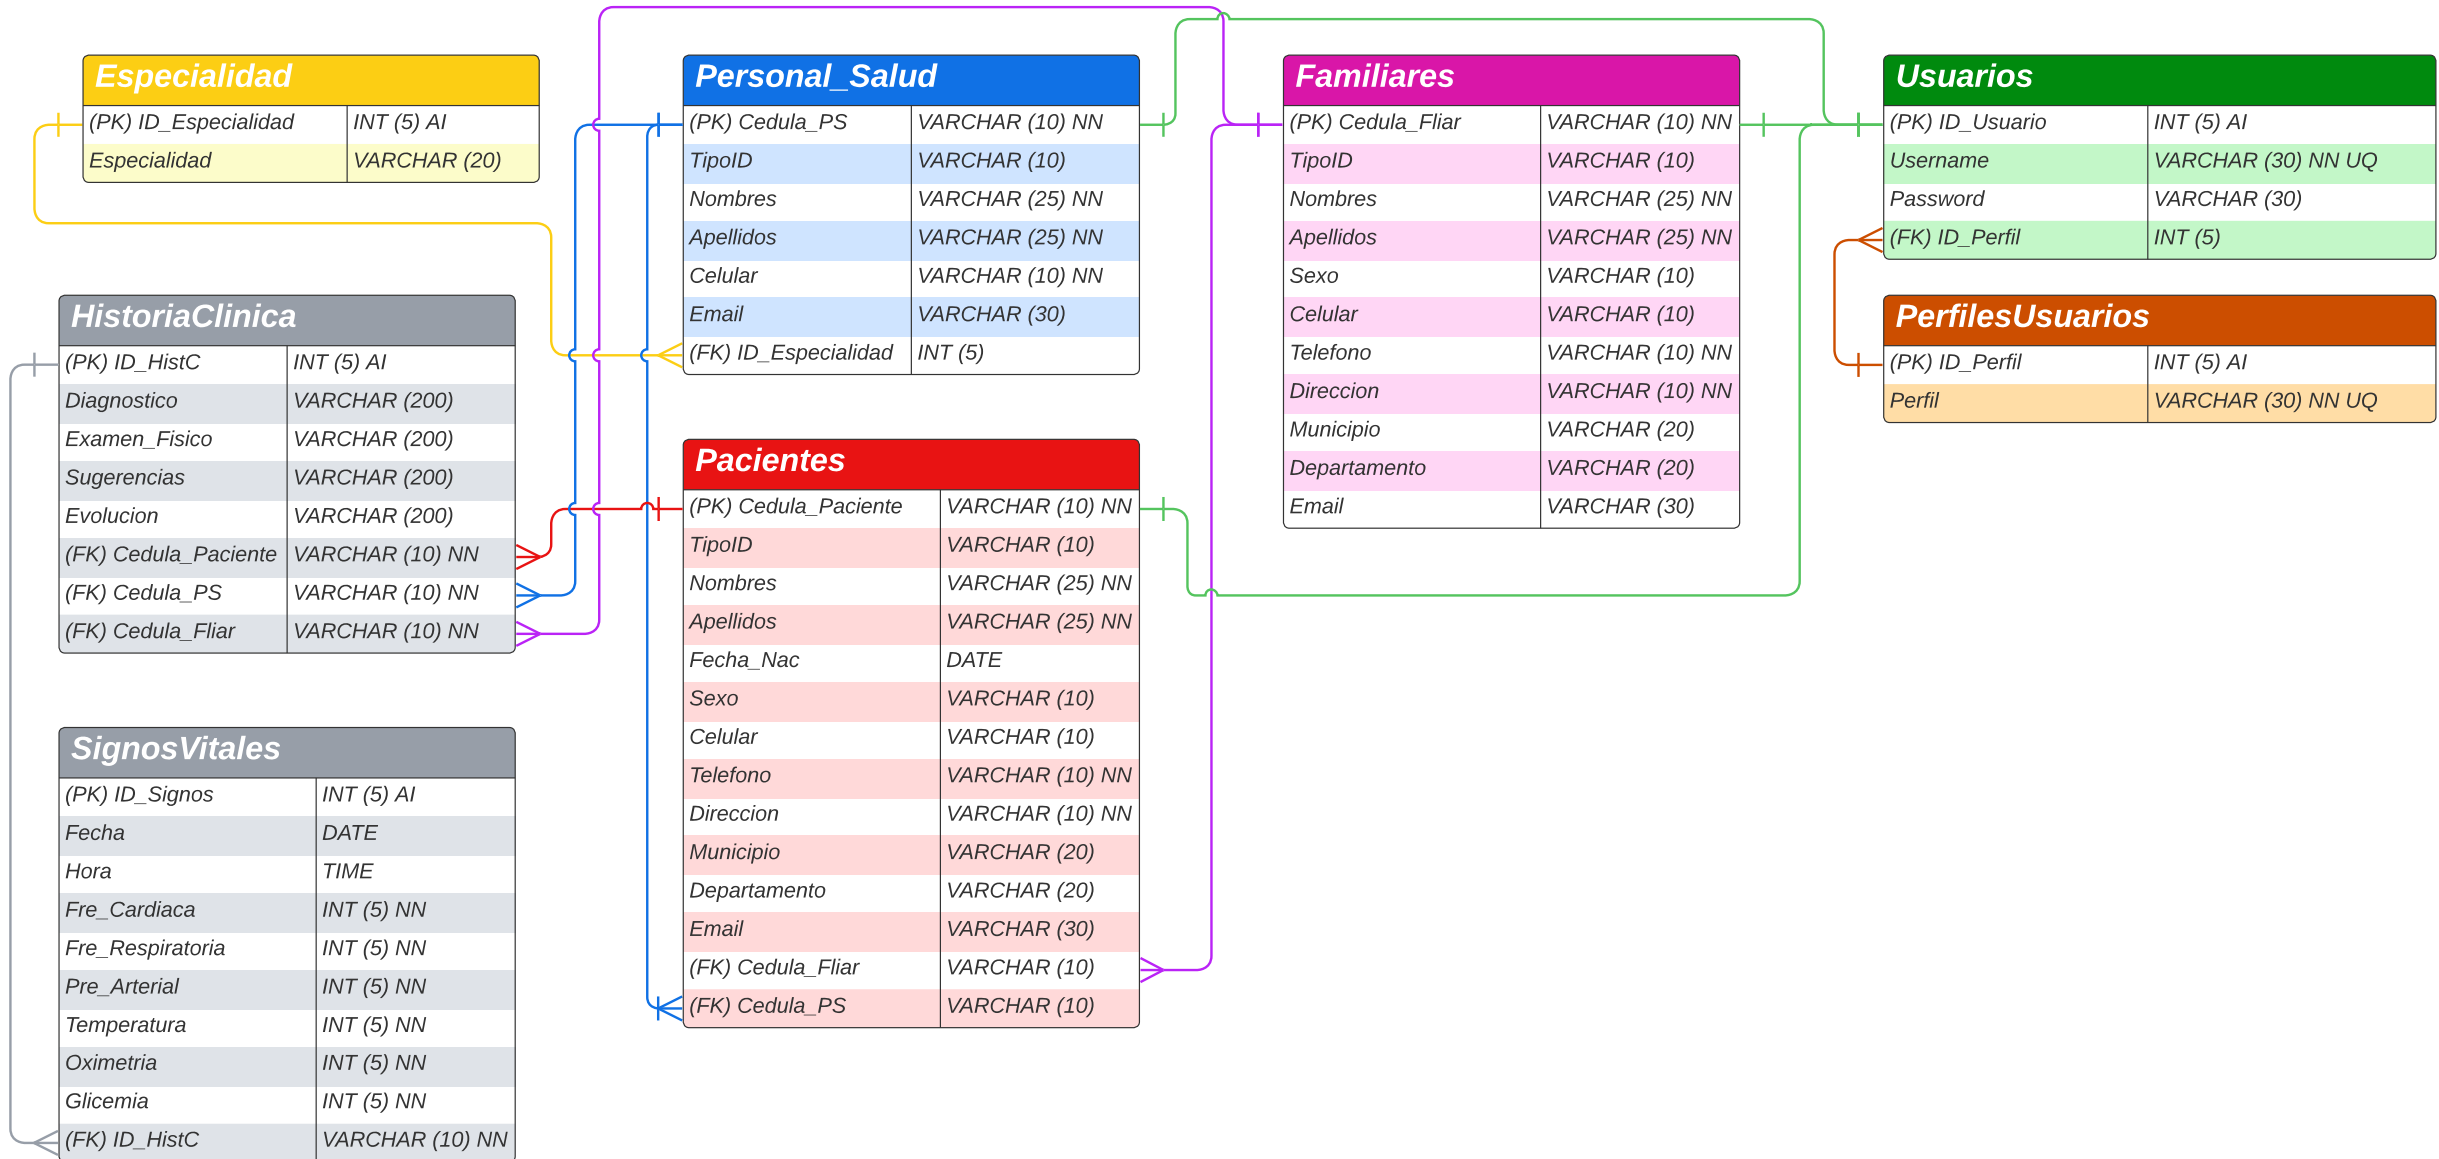 Especialidad
(PK) ID_Especialidad INT (5) AI
Especialidad VARCHAR (20)
HistoriaClinica
(PK) ID_HistC INT (5) AI
Diagnostico VARCHAR (200)
Examen_Fisico VARCHAR (200)
Sugerencias VARCHAR (200)
Evolucion VARCHAR (200)
(FK) Cedula_Paciente VARCHAR (10) NN
(FK) Cedula_PS VARCHAR (10) NN
(FK) Cedula_Fliar VARCHAR (10) NN
SignosVitales
(PK) ID_Signos INT (5) AI
Fecha DATE
Hora TIME
Fre_Cardiaca INT (5) NN
Fre_Respiratoria INT (5) NN
Pre_Arterial INT (5) NN
Temperatura INT (5) NN
Oximetria INT (5) NN
Glicemia INT (5) NN
(FK) ID_HistC VARCHAR (10) NN
Personal_Salud
(PK) Cedula_PS VARCHAR (10) NN
TipoID VARCHAR (10)
Nombres VARCHAR (25) NN
Apellidos VARCHAR (25) NN
Celular VARCHAR (10) NN
Email VARCHAR (30)
(FK) ID_Especialidad INT (5)
Pacientes
(PK) Cedula_Paciente VARCHAR (10) NN
TipoID VARCHAR (10)
Nombres VARCHAR (25) NN
Apellidos VARCHAR (25) NN
Fecha_Nac DATE
Sexo VARCHAR (10)
Celular VARCHAR (10)
Telefono VARCHAR (10) NN
Direccion VARCHAR (10) NN
Municipio VARCHAR (20)
Departamento VARCHAR (20)
Email VARCHAR (30)
(FK) Cedula_Fliar VARCHAR (10)
(FK) Cedula_PS VARCHAR (10)
Familiares
(PK) Cedula_Fliar VARCHAR (10) NN
TipoID VARCHAR (10)
Nombres VARCHAR (25) NN
Apellidos VARCHAR (25) NN
Sexo VARCHAR (10)
Celular VARCHAR (10)
Telefono VARCHAR (10) NN
Direccion VARCHAR (10) NN
Municipio VARCHAR (20)
Departamento VARCHAR (20)
Email VARCHAR (30)
Usuarios
(PK) ID_Usuario INT (5) AI
Username VARCHAR (30) NN UQ
Password VARCHAR (30)
(FK) ID_Perfil INT (5)
PerfilesUsuarios
(PK) ID_Perfil INT (5) AI
Perfil VARCHAR (30) NN UQ